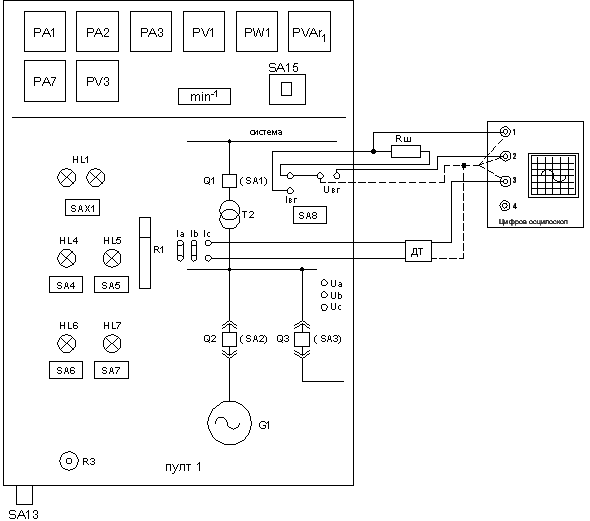 PA1 PA2 PA3 PV1 PW1 PVAr1
PA7 PV3 min-1 SA15
система
HL1
SAX1
Q1 (SA1)
T2
Rш
Uвг
Iвг
SA8
1
2
3
4
Цифров осцилоскоп
HL4 HL5
R1
Ia Ib Ic
ДТ
SA4 SA5
Ua
Ub
Uc
HL6 HL7
Q2 (SA2) Q3 (SA3)
SA6 SA7
G1
R3
пулт 1
SA13